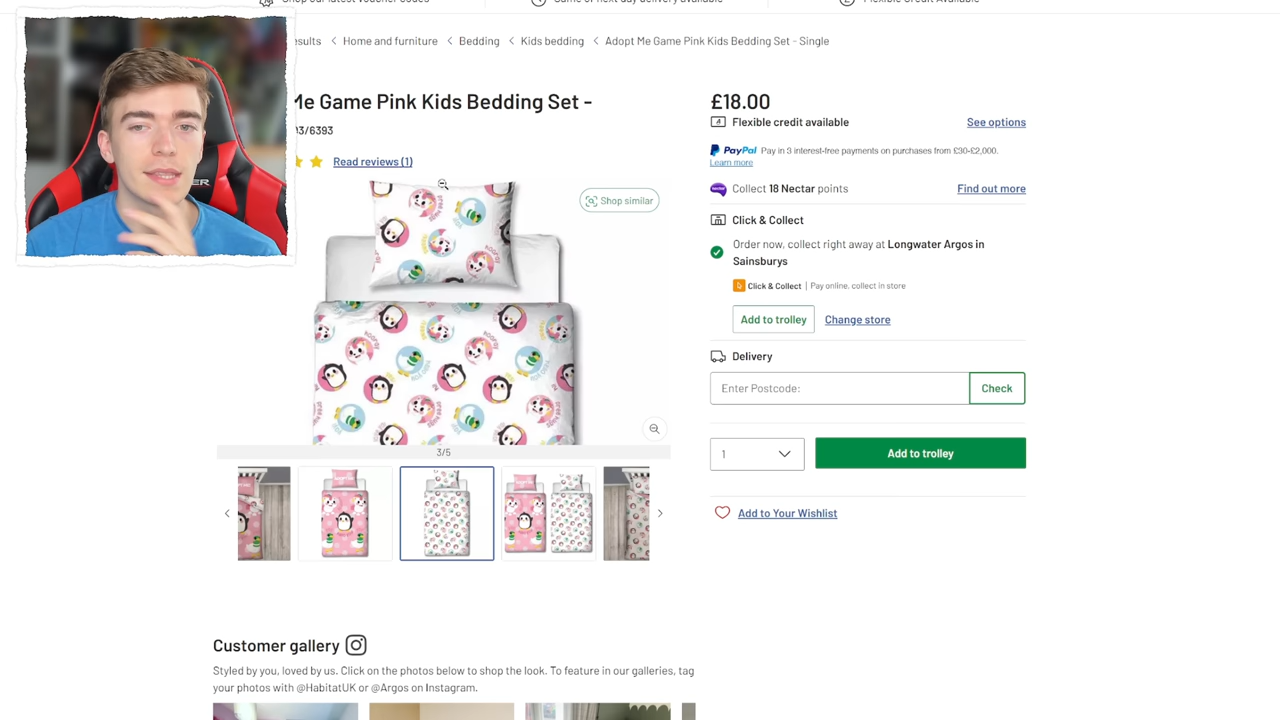 Home and furniture
Bedding
Kids bedding
Adopt Me Game Pink Kids Bedding Set - Single
Me Game Pink Kids Bedding Set -
£18.00
Flexible credit available
See options
3/6393
Read reviews (1)
PayPal Pay in 3 interest-free payments on purchases from £30-£2,000.
Learn more
Collect 18 Nectar points
Find out more
Shop similar
Click & Collect
Order now, collect right away at Longwater Argos in
Sainsburys
Click & Collect | Pay online, collect in store
Add to trolley
Change store
Delivery
Enter Postcode:
Check
3/5
1
Add to trolley
Add to Your Wishlist
Customer gallery
Styled by you, loved by us. Click on the photos below to shop the look. To feature in our galleries, tag
your photos with @HabitatUK or @Argos on Instagram.